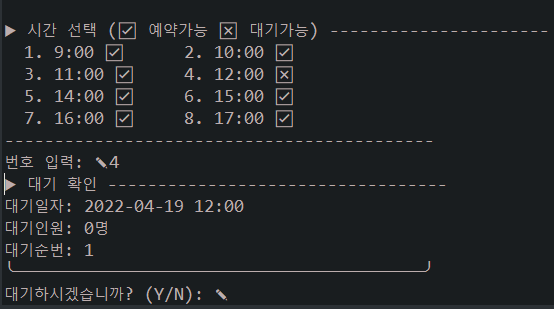 ▶ 시간 선택 (☑ 예약가능 ☒ 대기가능) ----------------------
1. 9:00 ☑ 2. 10:00 ☑
3. 11:00 ☑ 4. 12:00 ☒
5. 14:00 ☑ 6. 15:00 ☑
7. 16:00 ☑ 8. 17:00 ☑
-------------------------------------------
번호 입력: ✎4
▶ 대기 확인 ----------------------------------
대기일자: 2022-04-19 12:00
대기인원: 0명
대기순번: 1
대기하시겠습니까? (Y/N): ✎